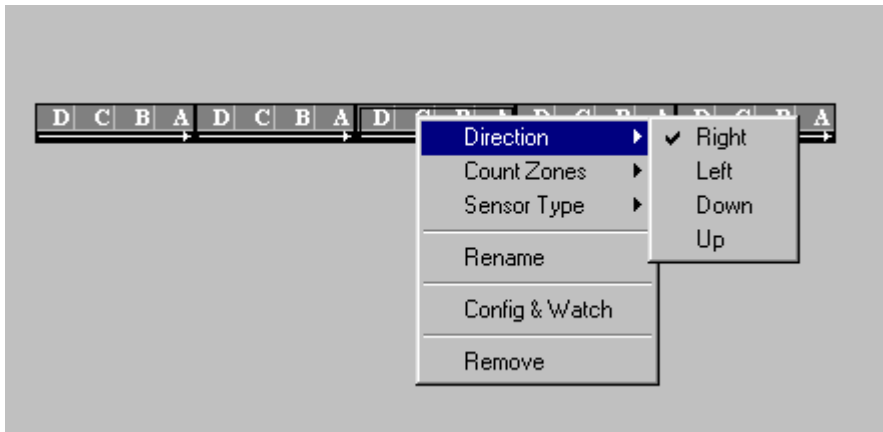 D C B A D C B A D C B A D C B A D C B A
Direction
Count Zones
Sensor Type
Rename
Config & Watch
Remove
Right
Left
Down
Up